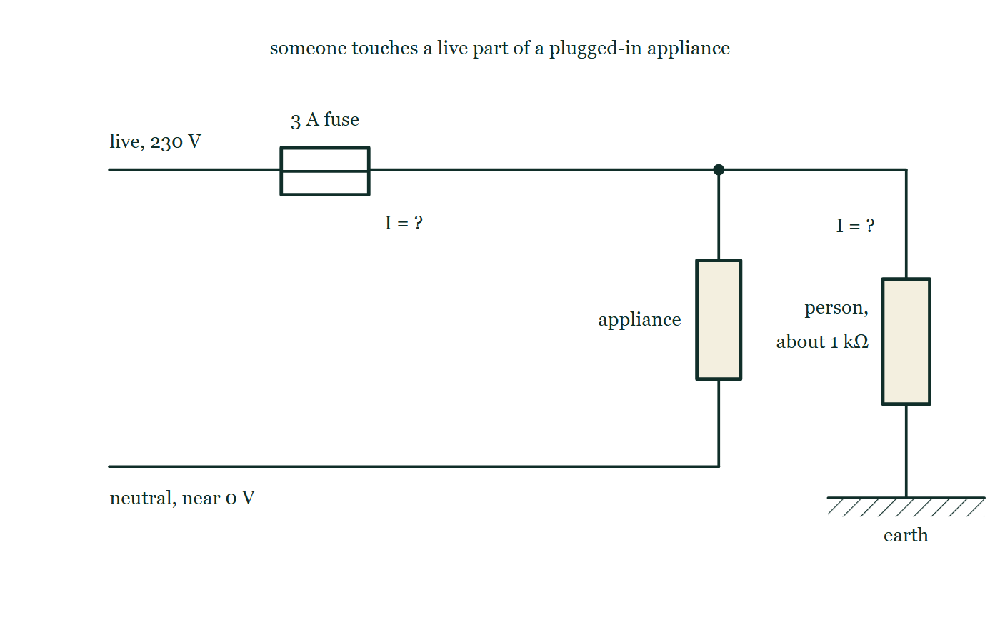 someone touches a live part of a plugged-in appliance
3 A fuse
live, 230 V
I = ?
I = ?
person,
about 1 kΩ
appliance
neutral, near 0 V
earth